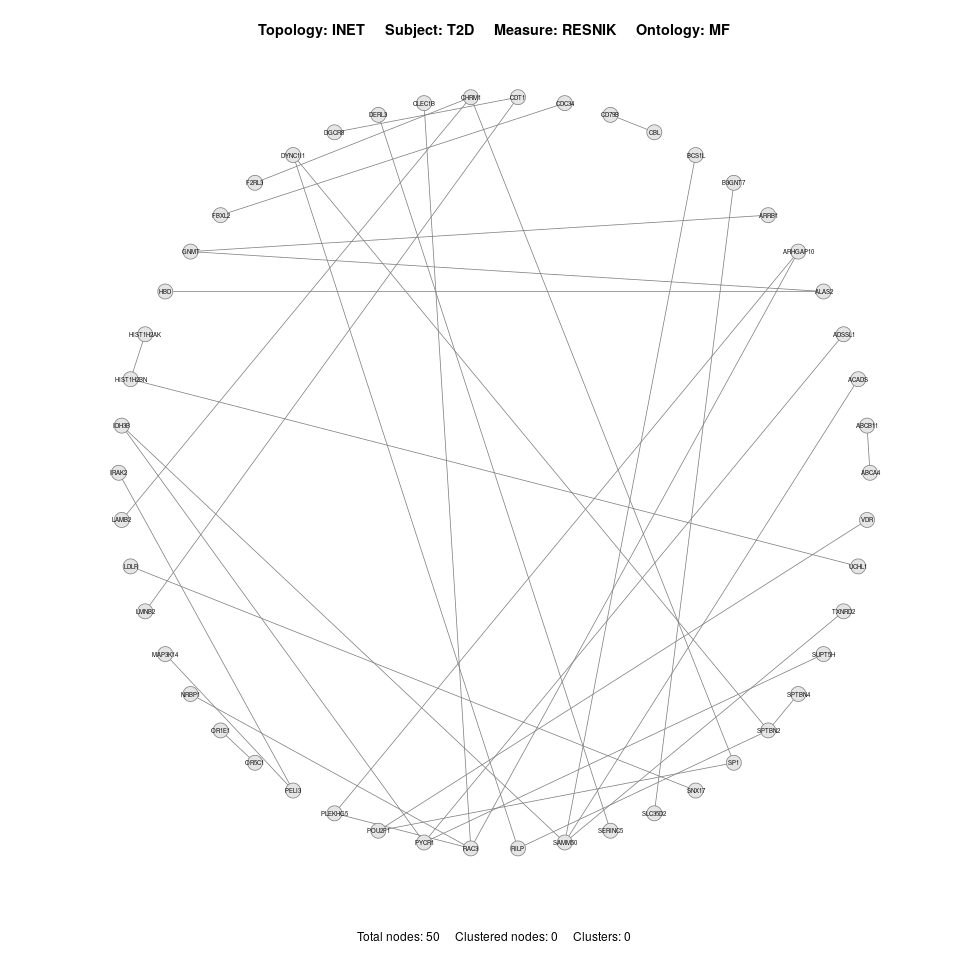 Topology: INET Subject: T2D Measure: RESNIK Ontology: MF
CHRM1
CDT1
CLEC1B
CDC34
DERL3
CD79B
DGCR8
CBL
DYNC1I1
BCS1L
F2RL3
B3GNT7
FBXL2
ARRB1
GNMT
ARHGAP10
HBD
ALAS2
HIST1H2AK
ADSSL1
HIST1H2BN
ACADS
IDH3B
ABCB11
IRAK2
ABCA4
LAMB2
VDR
LDLR
UCHL1
LMNB2
TXNRD2
MAP3K14
SUPT5H
NRBP1
SPTBN4
OR1E1
SPTBN2
OR5C1
SP1
PELI3
SNX17
PLEKHG5
SLC35D2
POU2F1
SERINC5
PYCR1
SAMM50
RAC3
RILP
Total nodes: 50 Clustered nodes: 0 Clusters: 0